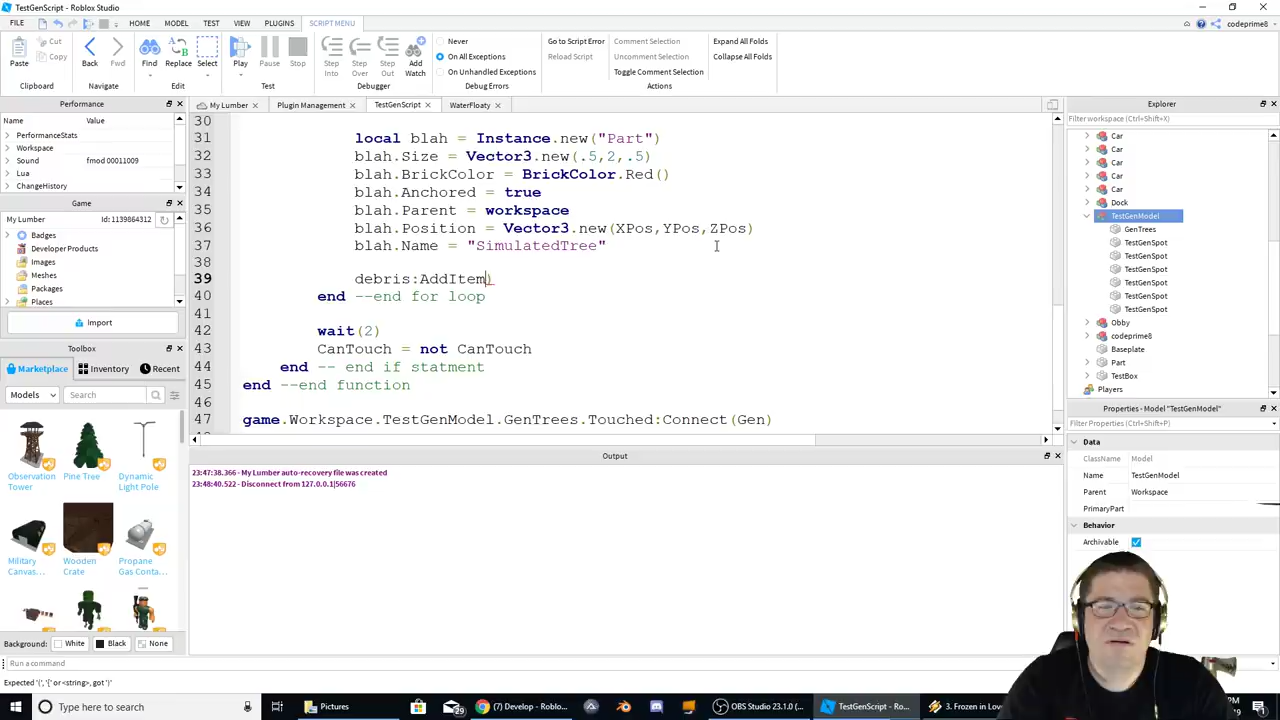 TestGenScript - Roblox Studio
FILE HOME MODEL TEST VIEW PLUGINS SCRIPT MENU codeprime8
Paste Cut Copy Clipboard
Back Fwd Navigate
Find Replace Select Edit
Play Pause Stop Test
Step Into Step Over Step Out Add Watch Debugger
Never
On All Exceptions
On Unhandled Exceptions
Debug Errors
Go to Script Error
Reload Script
Comment Selection
Uncomment Selection
Toggle Comment Selection
Actions
Expand All Folds
Collapse All Folds
Performance
Name Value
PerformanceStats
Workspace
Sound fmod 00011009
Lua
ChangeHistory
Game
My Lumber Id: 1139864312
Badges
Developer Products
Images
Meshes
Packages
Places
Import
Toolbox
Marketplace Inventory Recent
Models Search
Observation Tower
Pine Tree
Dynamic Light Pole
Military Canvas...
Wooden Crate
Propane Gas Conta...
Background: White Black None
My Lumber Plugin Management TestGenScript WaterFloaty
30
31 local blah = Instance.new("Part")
32 blah.Size = Vector3.new(.5,2,.5)
33 blah.BrickColor = BrickColor.Red()
34 blah.Anchored = true
35 blah.Parent = workspace
36 blah.Position = Vector3.new(XPos,YPos,ZPos)
37 blah.Name = "SimulatedTree"
38
39 debris:AddItem)
40 end --end for loop
41
42 wait(2)
43 CanTouch = not CanTouch
44 end -- end if statment
45 end --end function
46
47 game.Workspace.TestGenModel.GenTrees.Touched:Connect(Gen)
Output
23:47:38.366 - My Lumber auto-recovery file was created
23:48:40.522 - Disconnect from 127.0.0.1|56676
Explorer
Filter workspace (Ctrl+Shift+X)
Car
Car
Car
Car
Car
Dock
TestGenModel
GenTrees
TestGenSpot
TestGenSpot
TestGenSpot
TestGenSpot
TestGenSpot
TestGenSpot
Obby
codeprime8
Baseplate
Part
TestBox
Players
Properties - Model "TestGenModel"
Filter Properties (Ctrl+Shift+P)
Data
ClassName Model
Name TestGenModel
Parent Workspace
PrimaryPart
Behavior
Archivable
Run a command
Expected '(', '{' or <string>, got ')'
Type here to search
Pictures
(7) Develop - Roblo...
OBS Studio 23.1.0 (...
TestGenScript - Ro...
3. Frozen in Love